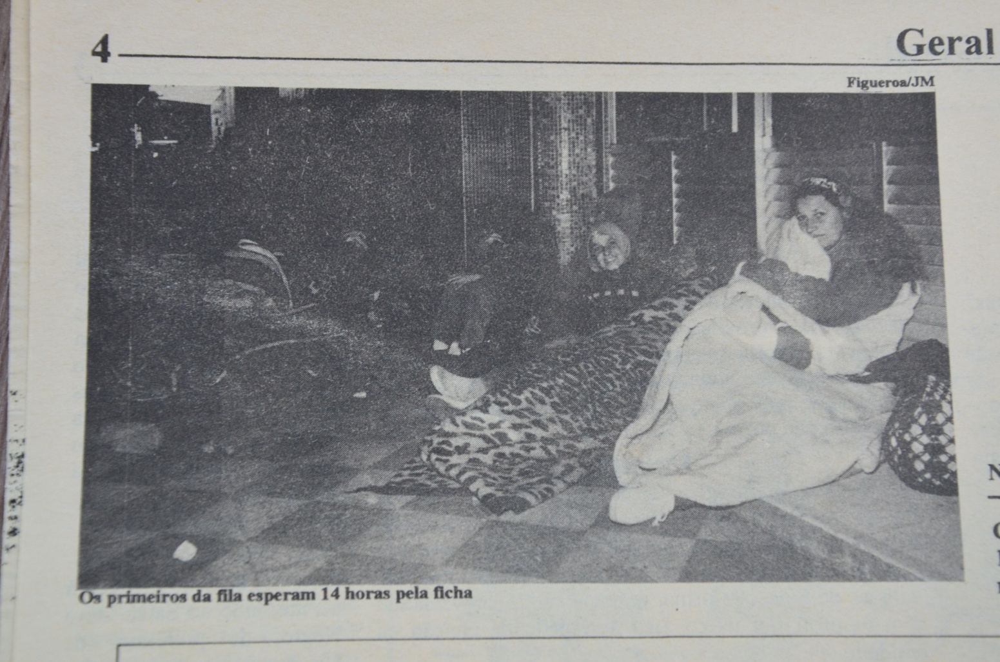 4
Geral
Figueroa/JM
Os primeiros da fila esperam 14 horas pela ficha